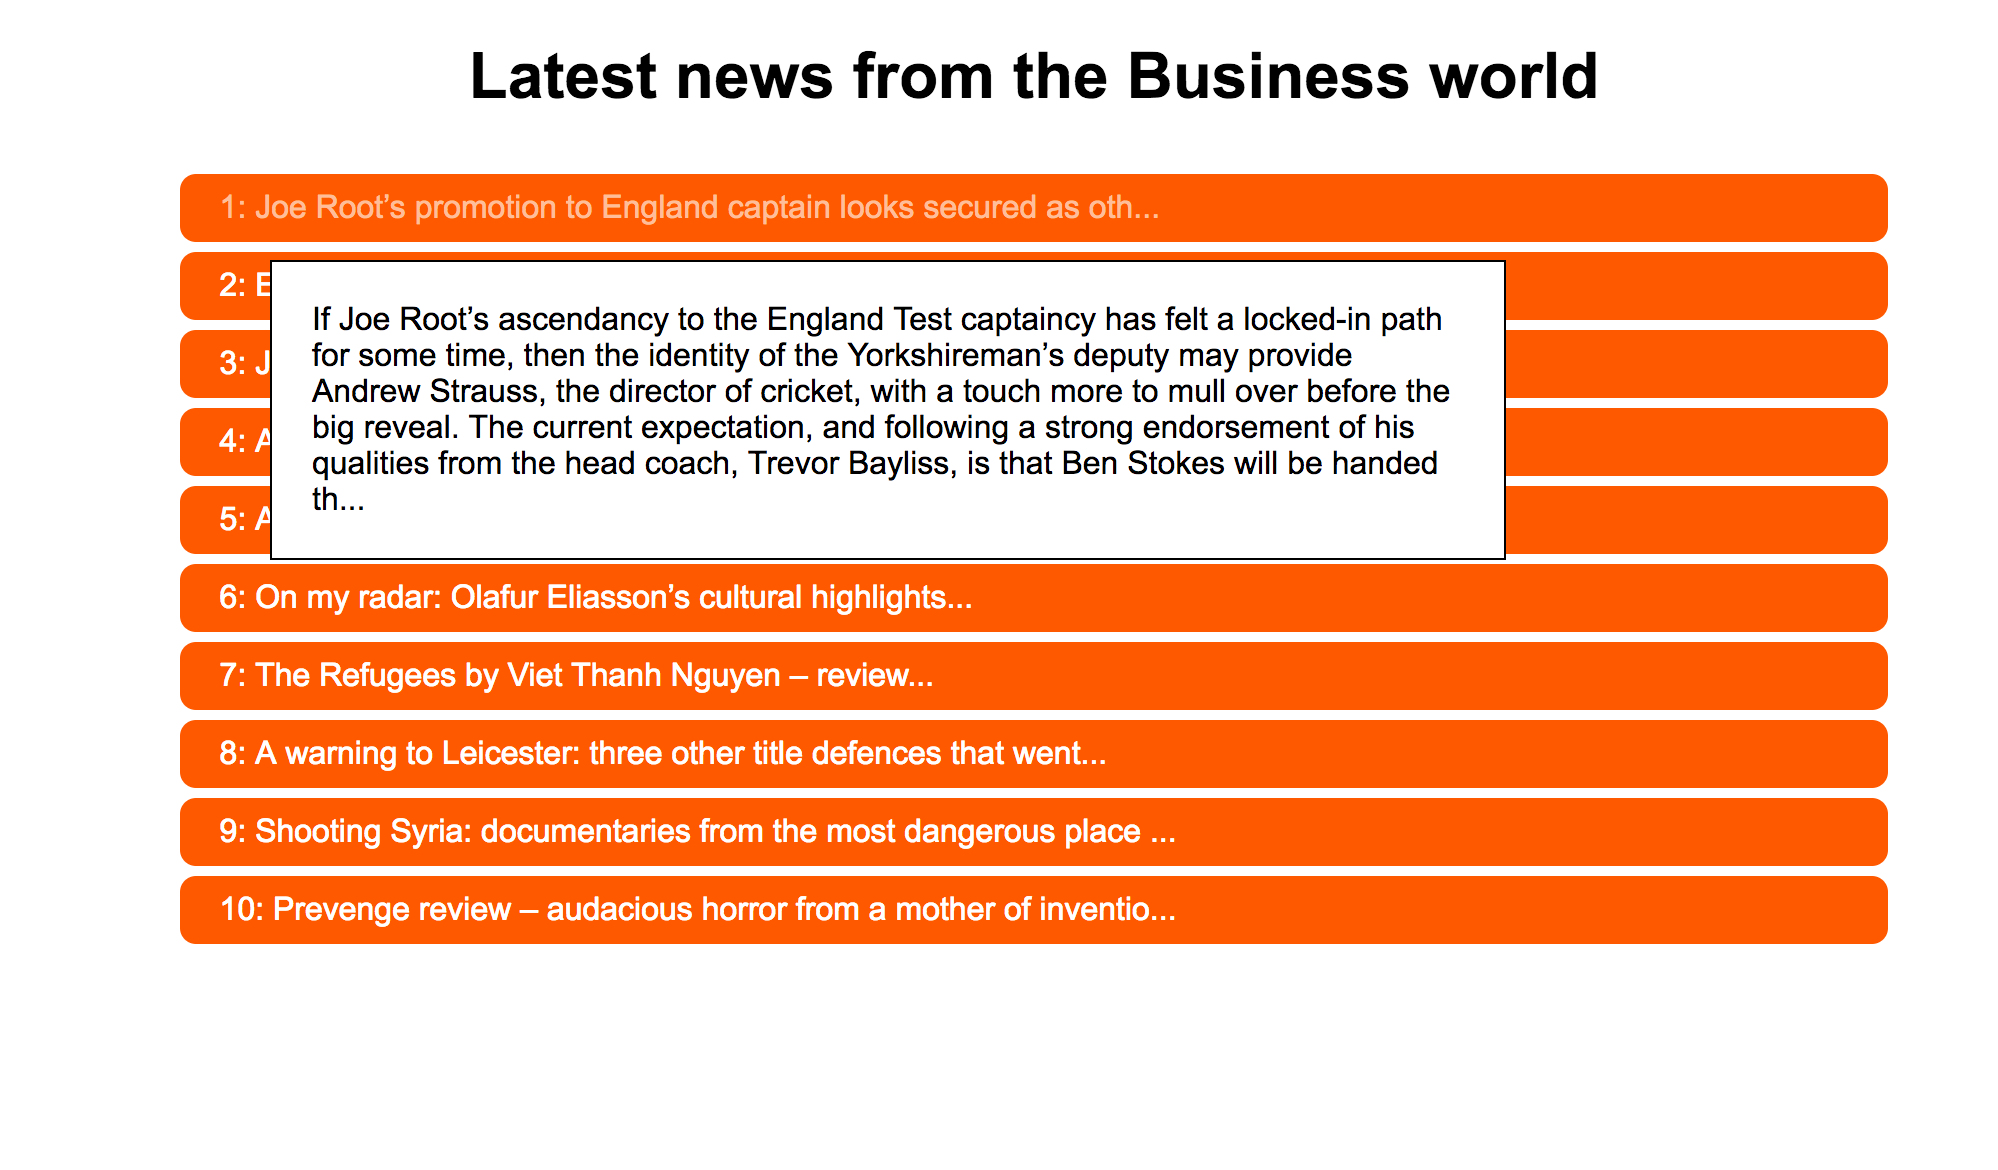 Latest news from the Business world
1: Joe Root’s promotion to England captain looks secured as oth...
2: E
3: J
4: A
5: A
If Joe Root’s ascendancy to the England Test captaincy has felt a locked-in path
for some time, then the identity of the Yorkshireman’s deputy may provide
Andrew Strauss, the director of cricket, with a touch more to mull over before the
big reveal. The current expectation, and following a strong endorsement of his
qualities from the head coach, Trevor Bayliss, is that Ben Stokes will be handed
th...
6: On my radar: Olafur Eliasson’s cultural highlights...
7: The Refugees by Viet Thanh Nguyen – review...
8: A warning to Leicester: three other title defences that went...
9: Shooting Syria: documentaries from the most dangerous place ...
10: Prevenge review – audacious horror from a mother of inventio...